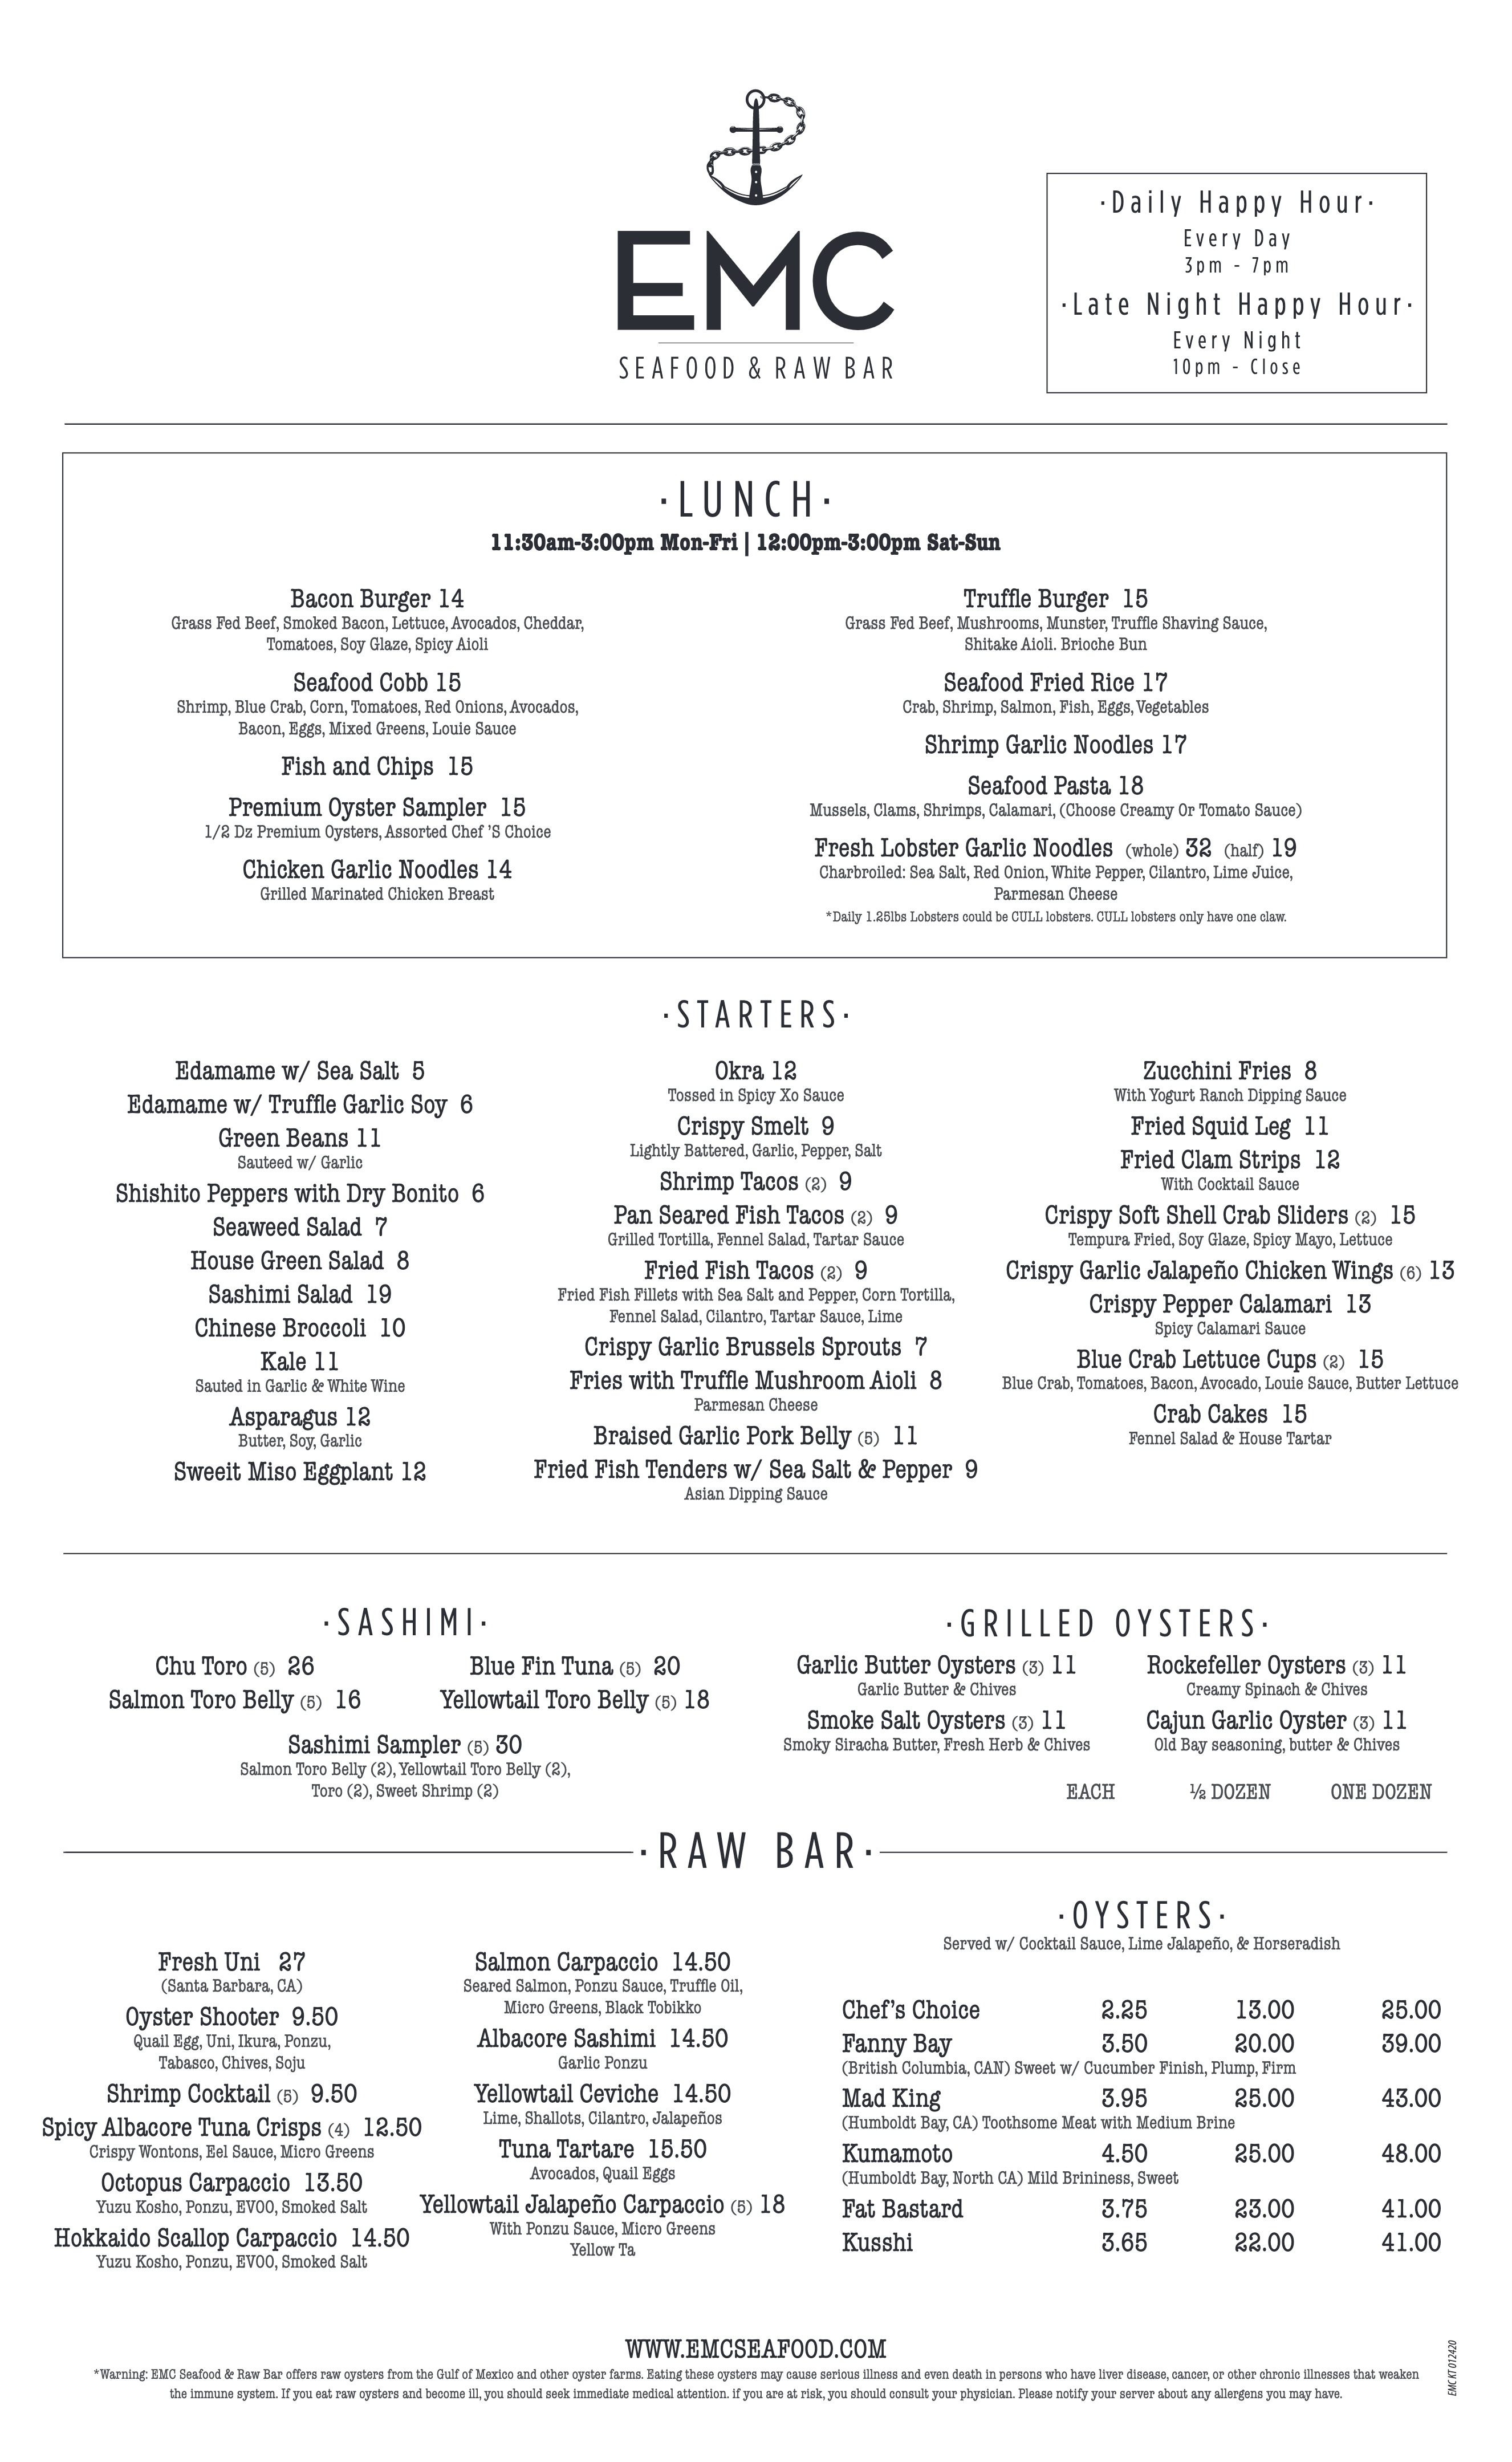 EMC
SEAFOOD & RAW BAR
·Daily Happy Hour·
Every Day
3pm - 7pm
·Late Night Happy Hour·
Every Night
10pm - Close
·LUNCH·
11:30am-3:00pm Mon-Fri | 12:00pm-3:00pm Sat-Sun
Bacon Burger 14
Grass Fed Beef, Smoked Bacon, Lettuce, Avocados, Cheddar,
Tomatoes, Soy Glaze, Spicy Aioli
Seafood Cobb 15
Shrimp, Blue Crab, Corn, Tomatoes, Red Onions, Avocados,
Bacon, Eggs, Mixed Greens, Louie Sauce
Fish and Chips 15
Premium Oyster Sampler 15
1/2 Dz Premium Oysters, Assorted Chef 'S Choice
Chicken Garlic Noodles 14
Grilled Marinated Chicken Breast
Truffle Burger 15
Grass Fed Beef, Mushrooms, Munster, Truffle Shaving Sauce,
Shitake Aioli. Brioche Bun
Seafood Fried Rice 17
Crab, Shrimp, Salmon, Fish, Eggs, Vegetables
Shrimp Garlic Noodles 17
Seafood Pasta 18
Mussels, Clams, Shrimps, Calamari, (Choose Creamy Or Tomato Sauce)
Fresh Lobster Garlic Noodles (whole) 32 (half) 19
Charbroiled: Sea Salt, Red Onion, White Pepper, Cilantro, Lime Juice,
Parmesan Cheese
*Daily 1.25lbs Lobsters could be CULL lobsters. CULL lobsters only have one claw.
·STARTERS·
Edamame w/ Sea Salt 5
Edamame w/ Truffle Garlic Soy 6
Green Beans 11
Sauteed w/ Garlic
Shishito Peppers with Dry Bonito 6
Seaweed Salad 7
House Green Salad 8
Sashimi Salad 19
Chinese Broccoli 10
Kale 11
Sauted in Garlic & White Wine
Asparagus 12
Butter, Soy, Garlic
Sweeit Miso Eggplant 12
Okra 12
Tossed in Spicy Xo Sauce
Crispy Smelt 9
Lightly Battered, Garlic, Pepper, Salt
Shrimp Tacos (2) 9
Pan Seared Fish Tacos (2) 9
Grilled Tortilla, Fennel Salad, Tartar Sauce
Fried Fish Tacos (2) 9
Fried Fish Fillets with Sea Salt and Pepper, Corn Tortilla,
Fennel Salad, Cilantro, Tartar Sauce, Lime
Crispy Garlic Brussels Sprouts 7
Fries with Truffle Mushroom Aioli 8
Parmesan Cheese
Braised Garlic Pork Belly (5) 11
Fried Fish Tenders w/ Sea Salt & Pepper 9
Asian Dipping Sauce
Zucchini Fries 8
With Yogurt Ranch Dipping Sauce
Fried Squid Leg 11
Fried Clam Strips 12
With Cocktail Sauce
Crispy Soft Shell Crab Sliders (2) 15
Tempura Fried, Soy Glaze, Spicy Mayo, Lettuce
Crispy Garlic Jalapeño Chicken Wings (6) 13
Crispy Pepper Calamari 13
Spicy Calamari Sauce
Blue Crab Lettuce Cups (2) 15
Blue Crab, Tomatoes, Bacon, Avocado, Louie Sauce, Butter Lettuce
Crab Cakes 15
Fennel Salad & House Tartar
·SASHIMI·
Chu Toro (5) 26
Salmon Toro Belly (5) 16
Blue Fin Tuna (5) 20
Yellowtail Toro Belly (5) 18
Sashimi Sampler (5) 30
Salmon Toro Belly (2), Yellowtail Toro Belly (2),
Toro (2), Sweet Shrimp (2)
·GRILLED OYSTERS·
Garlic Butter Oysters (3) 11
Garlic Butter & Chives
Smoke Salt Oysters (3) 11
Smoky Siracha Butter, Fresh Herb & Chives
Rockefeller Oysters (3) 11
Creamy Spinach & Chives
Cajun Garlic Oyster (3) 11
Old Bay seasoning, butter & Chives
EACH ½ DOZEN ONE DOZEN
·RAW BAR·
Fresh Uni 27
(Santa Barbara, CA)
Oyster Shooter 9.50
Quail Egg, Uni, Ikura, Ponzu,
Tabasco, Chives, Soju
Shrimp Cocktail (5) 9.50
Spicy Albacore Tuna Crisps (4) 12.50
Crispy Wontons, Eel Sauce, Micro Greens
Octopus Carpaccio 13.50
Yuzu Kosho, Ponzu, EVOO, Smoked Salt
Hokkaido Scallop Carpaccio 14.50
Yuzu Kosho, Ponzu, EVOO, Smoked Salt
Salmon Carpaccio 14.50
Seared Salmon, Ponzu Sauce, Truffle Oil,
Micro Greens, Black Tobikko
Albacore Sashimi 14.50
Garlic Ponzu
Yellowtail Ceviche 14.50
Lime, Shallots, Cilantro, Jalapeños
Tuna Tartare 15.50
Avocados, Quail Eggs
Yellowtail Jalapeño Carpaccio (5) 18
With Ponzu Sauce, Micro Greens
Yellow Ta
·OYSTERS·
Served w/ Cocktail Sauce, Lime Jalapeño, & Horseradish
Chef's Choice 2.25 13.00 25.00
Fanny Bay 3.50 20.00 39.00
(British Columbia, CAN) Sweet w/ Cucumber Finish, Plump, Firm
Mad King 3.95 25.00 43.00
(Humboldt Bay, CA) Toothsome Meat with Medium Brine
Kumamoto 4.50 25.00 48.00
(Humboldt Bay, North CA) Mild Brininess, Sweet
Fat Bastard 3.75 23.00 41.00
Kusshi 3.65 22.00 41.00
WWW.EMCSEAFOOD.COM
*Warning: EMC Seafood & Raw Bar offers raw oysters from the Gulf of Mexico and other oyster farms. Eating these oysters may cause serious illness and even death in persons who have liver disease, cancer, or other chronic illnesses that weaken
the immune system. If you eat raw oysters and become ill, you should seek immediate medical attention. if you are at risk, you should consult your physician. Please notify your server about any allergens you may have.
EMC KT 012420